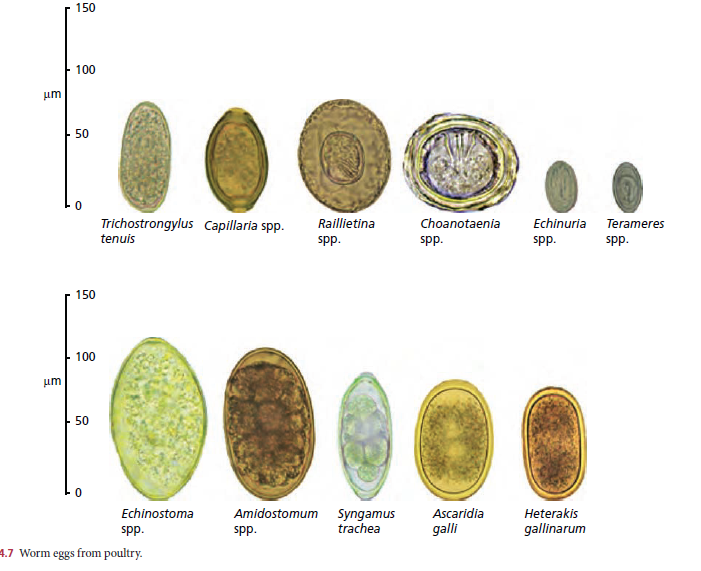 150
100
μm
50
0
Trichostrongylus Capillaria spp. Raillietina Choanotaenia Echinuria Terameres
tenuis spp. spp. spp. spp.
150
100
μm
50
0
Echinostoma Amidostomum Syngamus Ascaridia Heterakis
spp. spp. trachea galli gallinarum
4.7 Worm eggs from poultry.